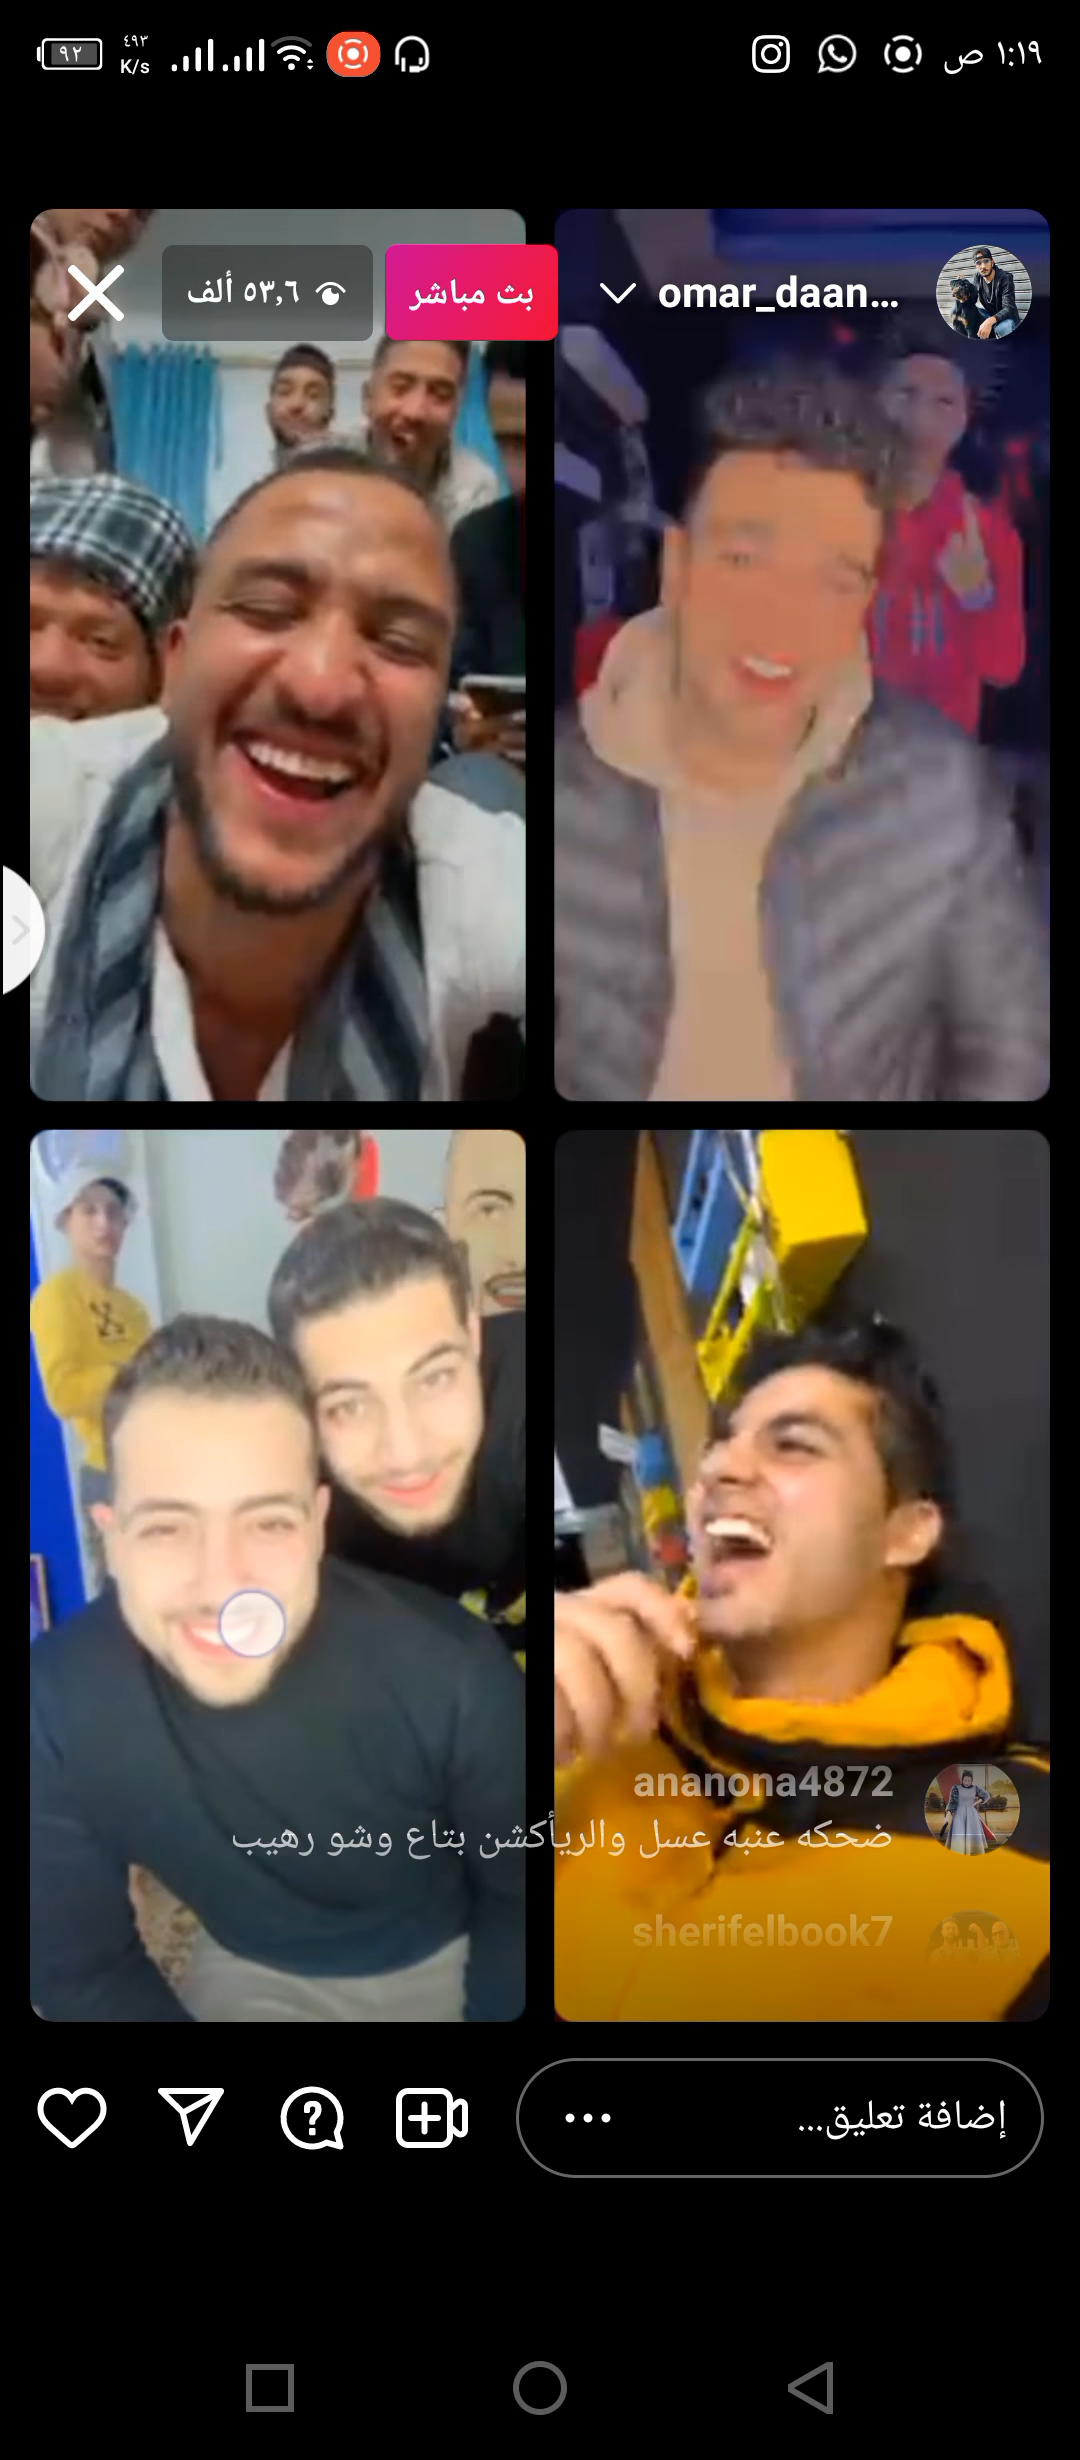 ١:١٩ ص
٤٩٣
K/s
٩٢
omar_daan...
بث مباشر
٥٣,٦ ألف
ananona4872
ضحكه عنبه عسل والريأكشن بتاع وشو رهيب
sherifelbook7
إضافة تعليق...